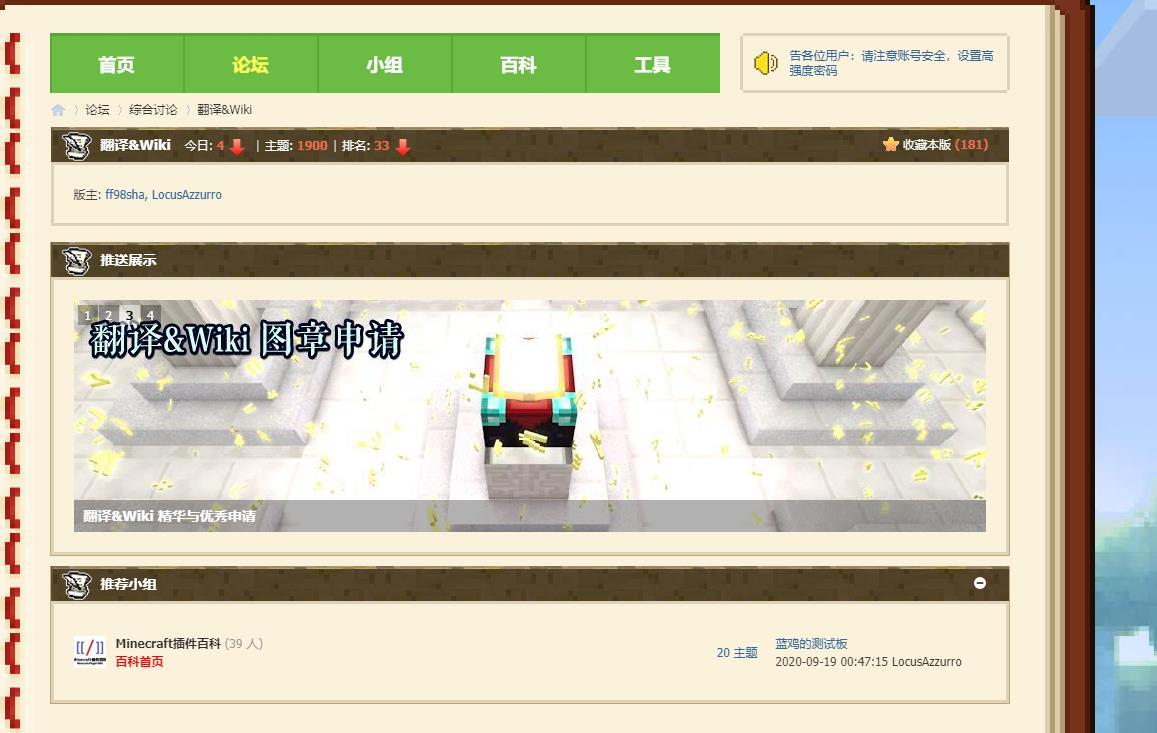 首页
论坛
小组
百科
工具
告各位用户：请注意账号安全，设置高
强度密码
论坛 〉 综合讨论 〉 翻译&Wiki
翻译&Wiki 今日: 4 | 主题: 1900 | 排名: 33
收藏本版 (181)
版主: ff98sha, LocusAzzurro
推送展示
1 2 3 4
翻译&Wiki 图章申请
翻译&Wiki 精华与优秀申请
推荐小组
[[/]]
Minecraft插件百科 (39 人)
百科首页
20 主题
蓝鸡的测试板
2020-09-19 00:47:15 LocusAzzurro